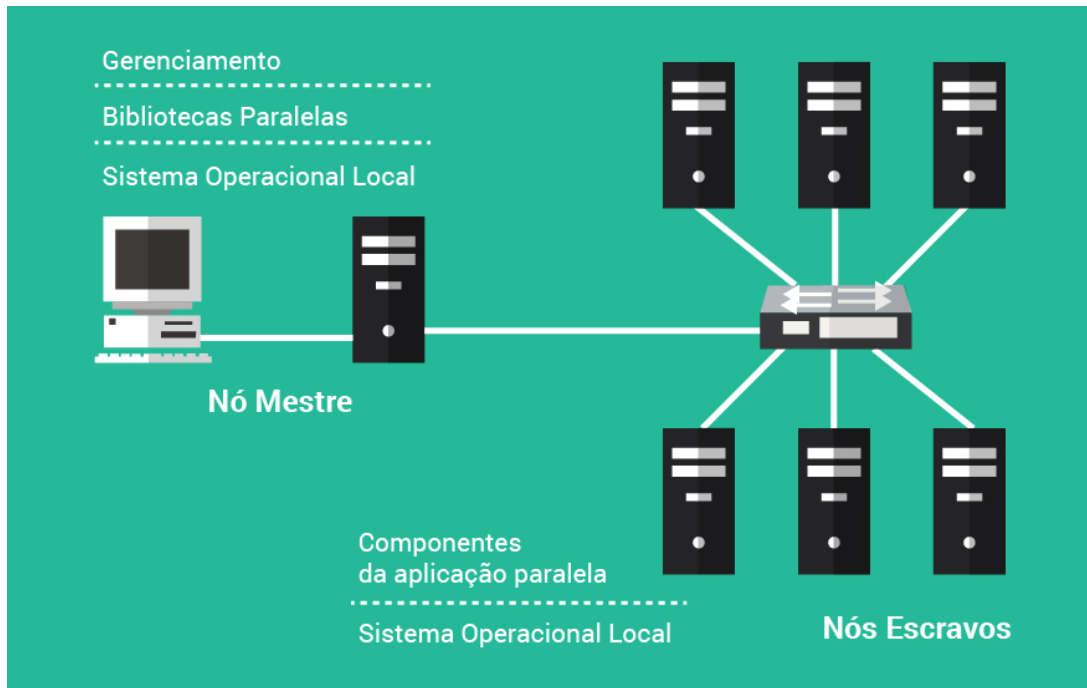 Gerenciamento
Bibliotecas Paralelas
Sistema Operacional Local
Nó Mestre
Componentes
da aplicação paralela
Sistema Operacional Local
Nós Escravos